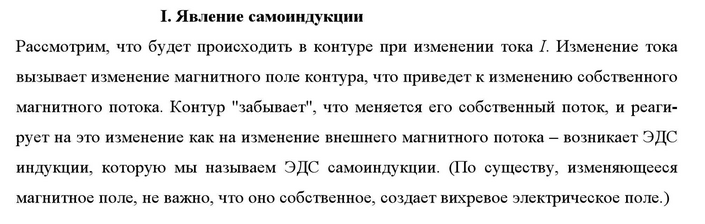 I. Явление самоиндукции
Рассмотрим, что будет происходить в контуре при изменении тока I. Изменение тока
вызывает изменение магнитного поле контура, что приведет к изменению собственного
магнитного потока. Контур "забывает", что меняется его собственный поток, и реаги-
рует на это изменение как на изменение внешнего магнитного потока – возникает ЭДС
индукции, которую мы называем ЭДС самоиндукции. (По существу, изменяющееся
магнитное поле, не важно, что оно собственное, создает вихревое электрическое поле.)